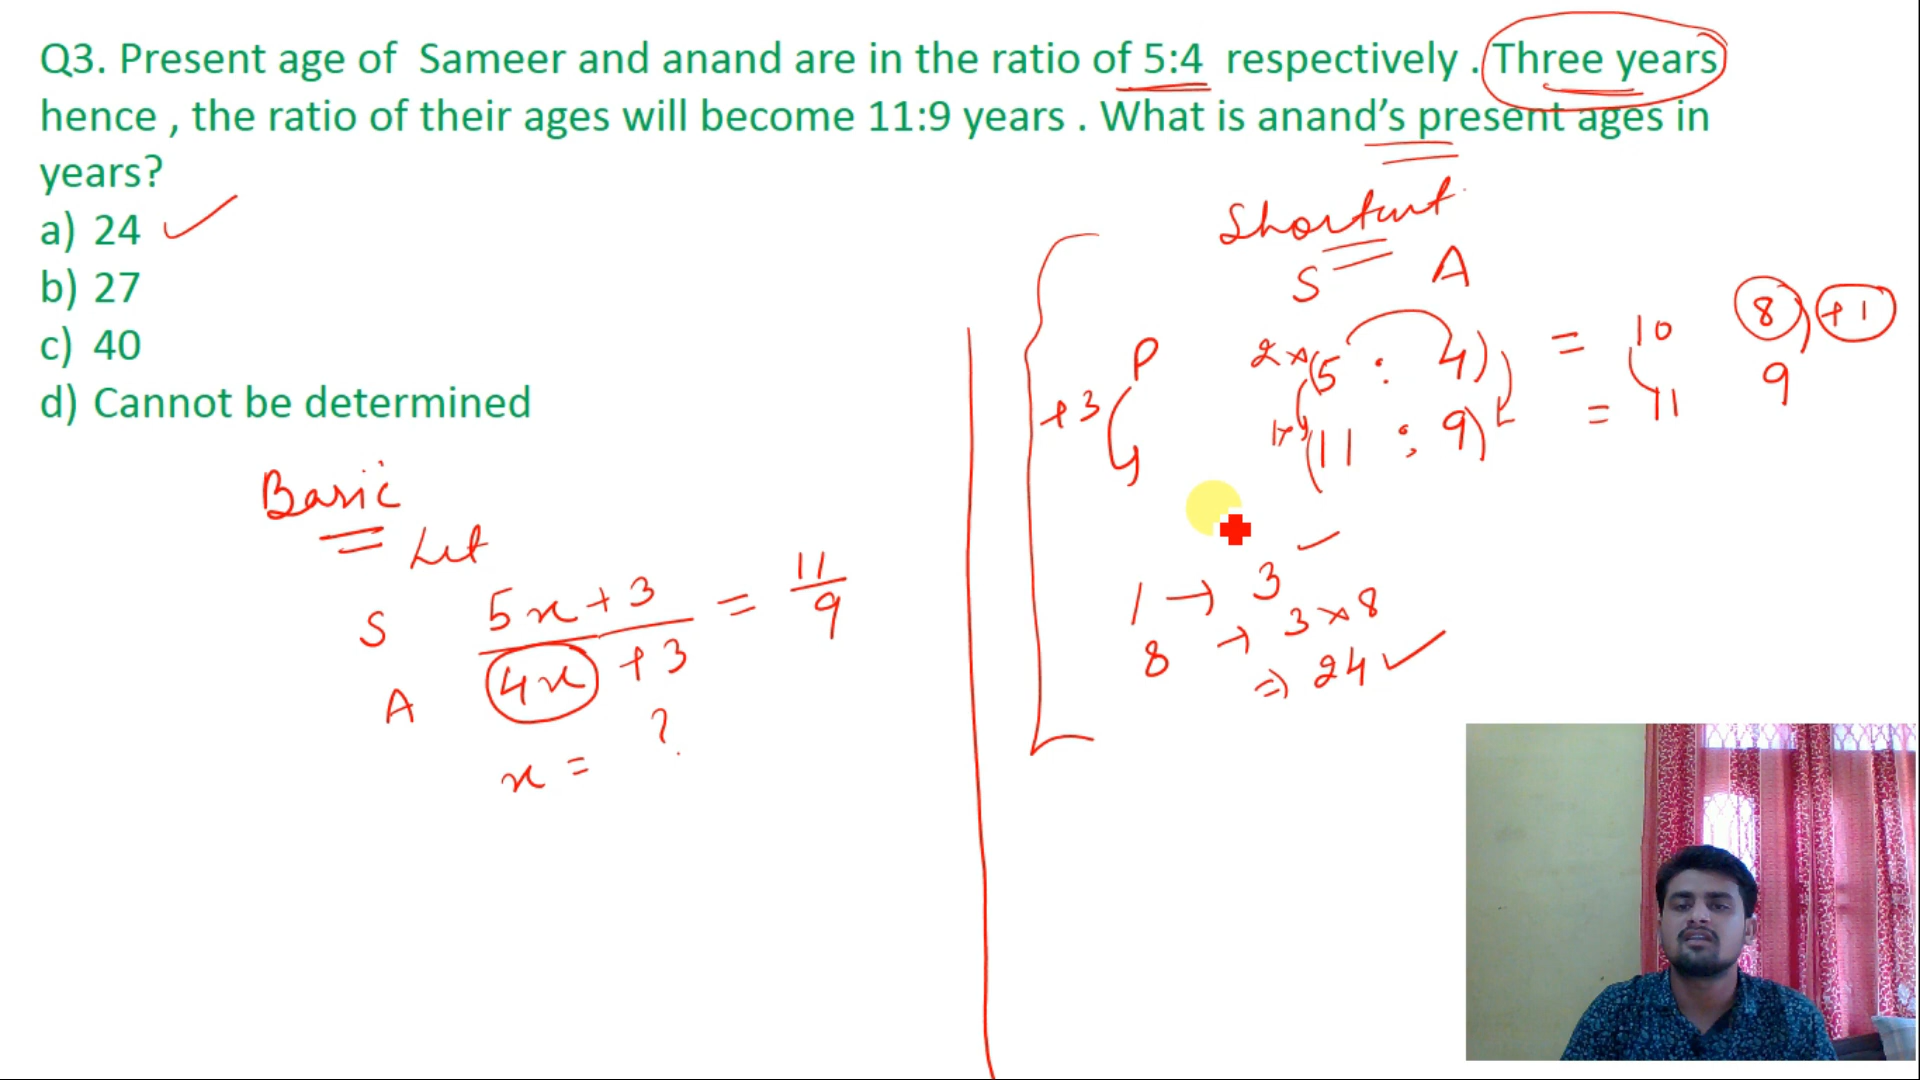 Q3. Present age of Sameer and anand are in the ratio of 5:4 respectively . Three years
hence , the ratio of their ages will become 11:9 years . What is anand’s present ages in
years?
a) 24 ✓
b) 27
c) 40
d) Cannot be determined
Basic
Let
S 5x+3 = 11
A 4x +3 9
x = ?
Shortcut
S A
P 2×(5 : 4) = 10 8, +1
+3 1×(11 : 9) = 11 9
1 → 3
8 → 3×8
⇒ 24 ✓